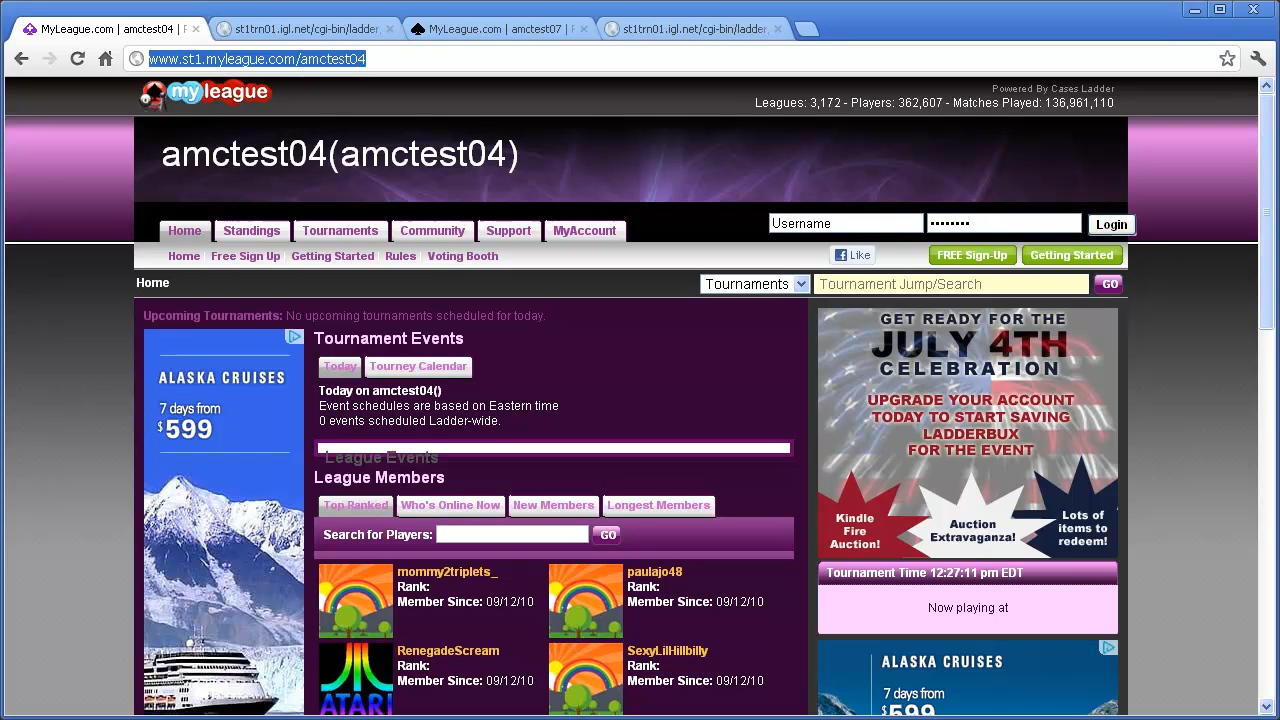 MyLeague.com | amctest04 |
st1trn01.igl.net/cgi-bin/ladder
MyLeague.com | amctest07 |
st1trn01.igl.net/cgi-bin/ladder
www.st1.myleague.com/amctest04
myleague
Powered By Cases Ladder
Leagues: 3,172 - Players: 362,607 - Matches Played: 136,961,110
amctest04(amctest04)
Home Standings Tournaments Community Support MyAccount
Username
Login
Home Free Sign Up Getting Started Rules Voting Booth
Like
FREE Sign-Up
Getting Started
Home
Tournaments
Tournament Jump/Search
GO
Upcoming Tournaments: No upcoming tournaments scheduled for today.
ALASKA CRUISES
7 days from
$599
Tournament Events
Today Tourney Calendar
Today on amctest04()
Event schedules are based on Eastern time
0 events scheduled Ladder-wide.
League Events
League Members
Top Ranked Who's Online Now New Members Longest Members
Search for Players:
GO
mommy2triplets_
Rank:
Member Since: 09/12/10
paulajo48
Rank:
Member Since: 09/12/10
RenegadeScream
Rank:
Member Since: 09/12/10
ATARI
SexyLilHillbilly
Rank:
Member Since: 09/12/10
GET READY FOR THE
JULY 4TH
CELEBRATION
UPGRADE YOUR ACCOUNT
TODAY TO START SAVING
LADDERBUX
FOR THE EVENT
Kindle
Fire
Auction!
Auction
Extravaganza!
Lots of
items to
redeem!
Tournament Time 12:27:11 pm EDT
Now playing at
ALASKA CRUISES
7 days from
$599